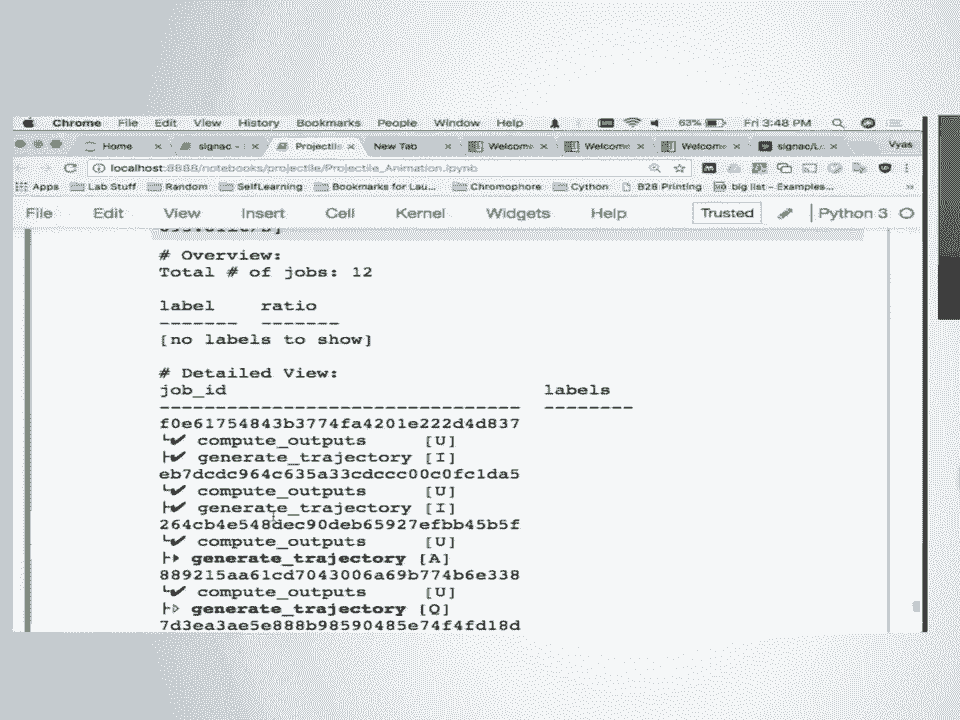 Chrome File Edit View History Bookmarks People Window Help 63% Fri 3:48 PM
Home signac - Projectile New Tab Welcome Welcome Welcome signac/L Vyas
localhost:8888/notebooks/projectile/Projectile_Animation.ipynb
Apps Lab Stuff Random SelfLearning Bookmarks for Lau... Chromophore Cython B28 Printing big list – Examples... »
File Edit View Insert Cell Kernel Widgets Help Trusted Python 3
# Overview:
Total # of jobs: 12
label ratio
------- -------
[no labels to show]
# Detailed View:
job_id labels
-------------------------------- --------
f0e61754843b3774fa4201e222d4d837
└✔ compute_outputs [U]
├✔ generate_trajectory [I]
eb7dcdc964c635a33cdccc00c0fc1da5
└✔ compute_outputs [U]
├✔ generate_trajectory [I]
264cb4e548dec90deb65927efbb45b5f
└✔ compute_outputs [U]
├▸ generate_trajectory [A]
889215aa61cd7043006a69b774b6e338
└✔ compute_outputs [U]
├▹ generate_trajectory [Q]
7d3ea3ae5e888b98590485e74f4fd18d